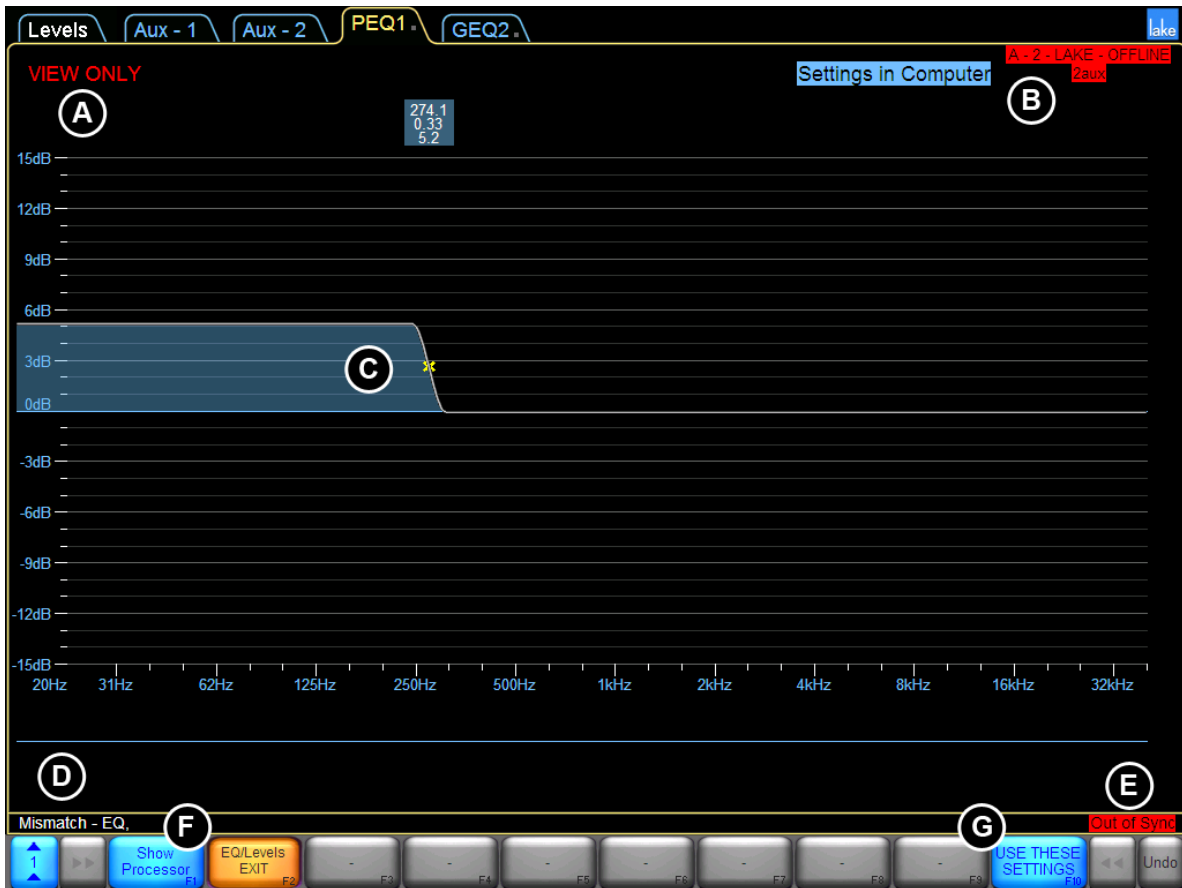 Levels Aux - 1 Aux - 2 PEQ1 GEQ2 lake
VIEW ONLY Settings in Computer A - 2 - LAKE - OFFLINE
2aux
A B
274.1
0.33
5.2
15dB
12dB
9dB
6dB
3dB
C
0dB
-3dB
-6dB
-9dB
-12dB
-15dB
20Hz 31Hz 62Hz 125Hz 250Hz 500Hz 1kHz 2kHz 4kHz 8kHz 16kHz 32kHz
D E
Mismatch - EQ, F G Out of Sync
1 Show Processor F1 EQ/Levels EXIT F2 - F3 - F4 - F5 - F6 - F7 - F8 - F9 USE THESE SETTINGS F10 Undo